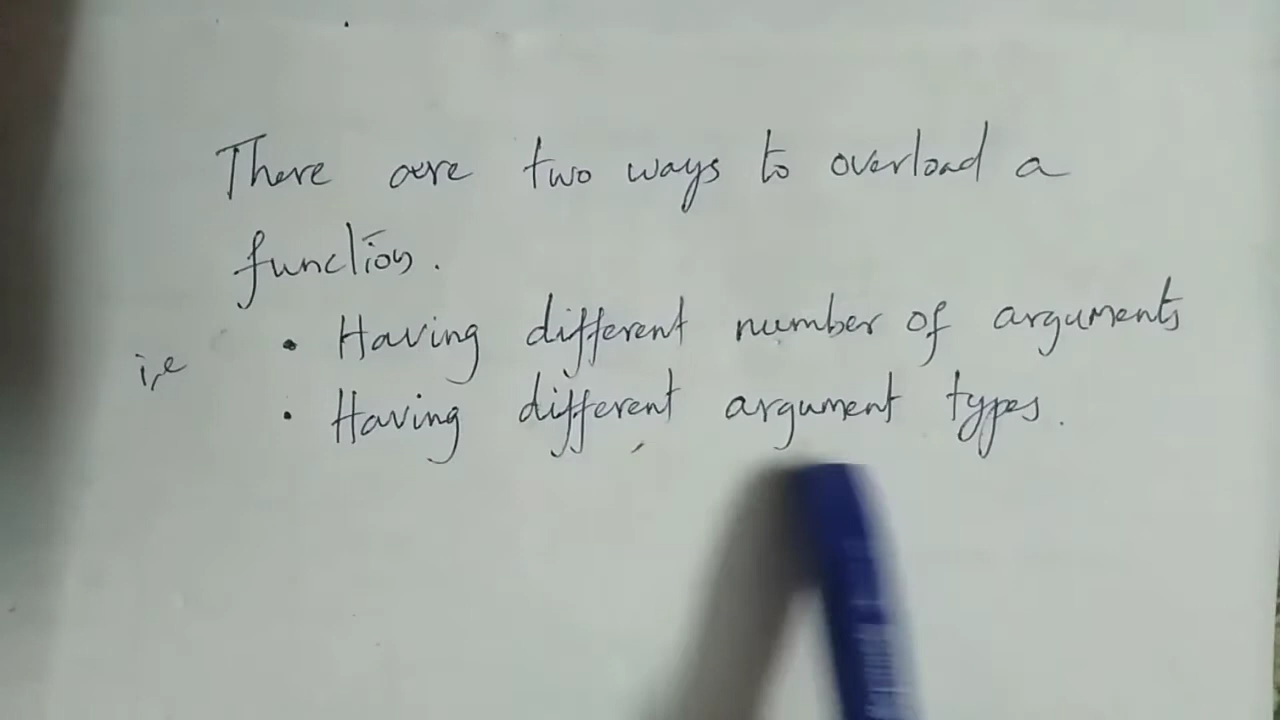 There are two ways to overload a
function.
i,e • Having different number of arguments
• Having different argument types.